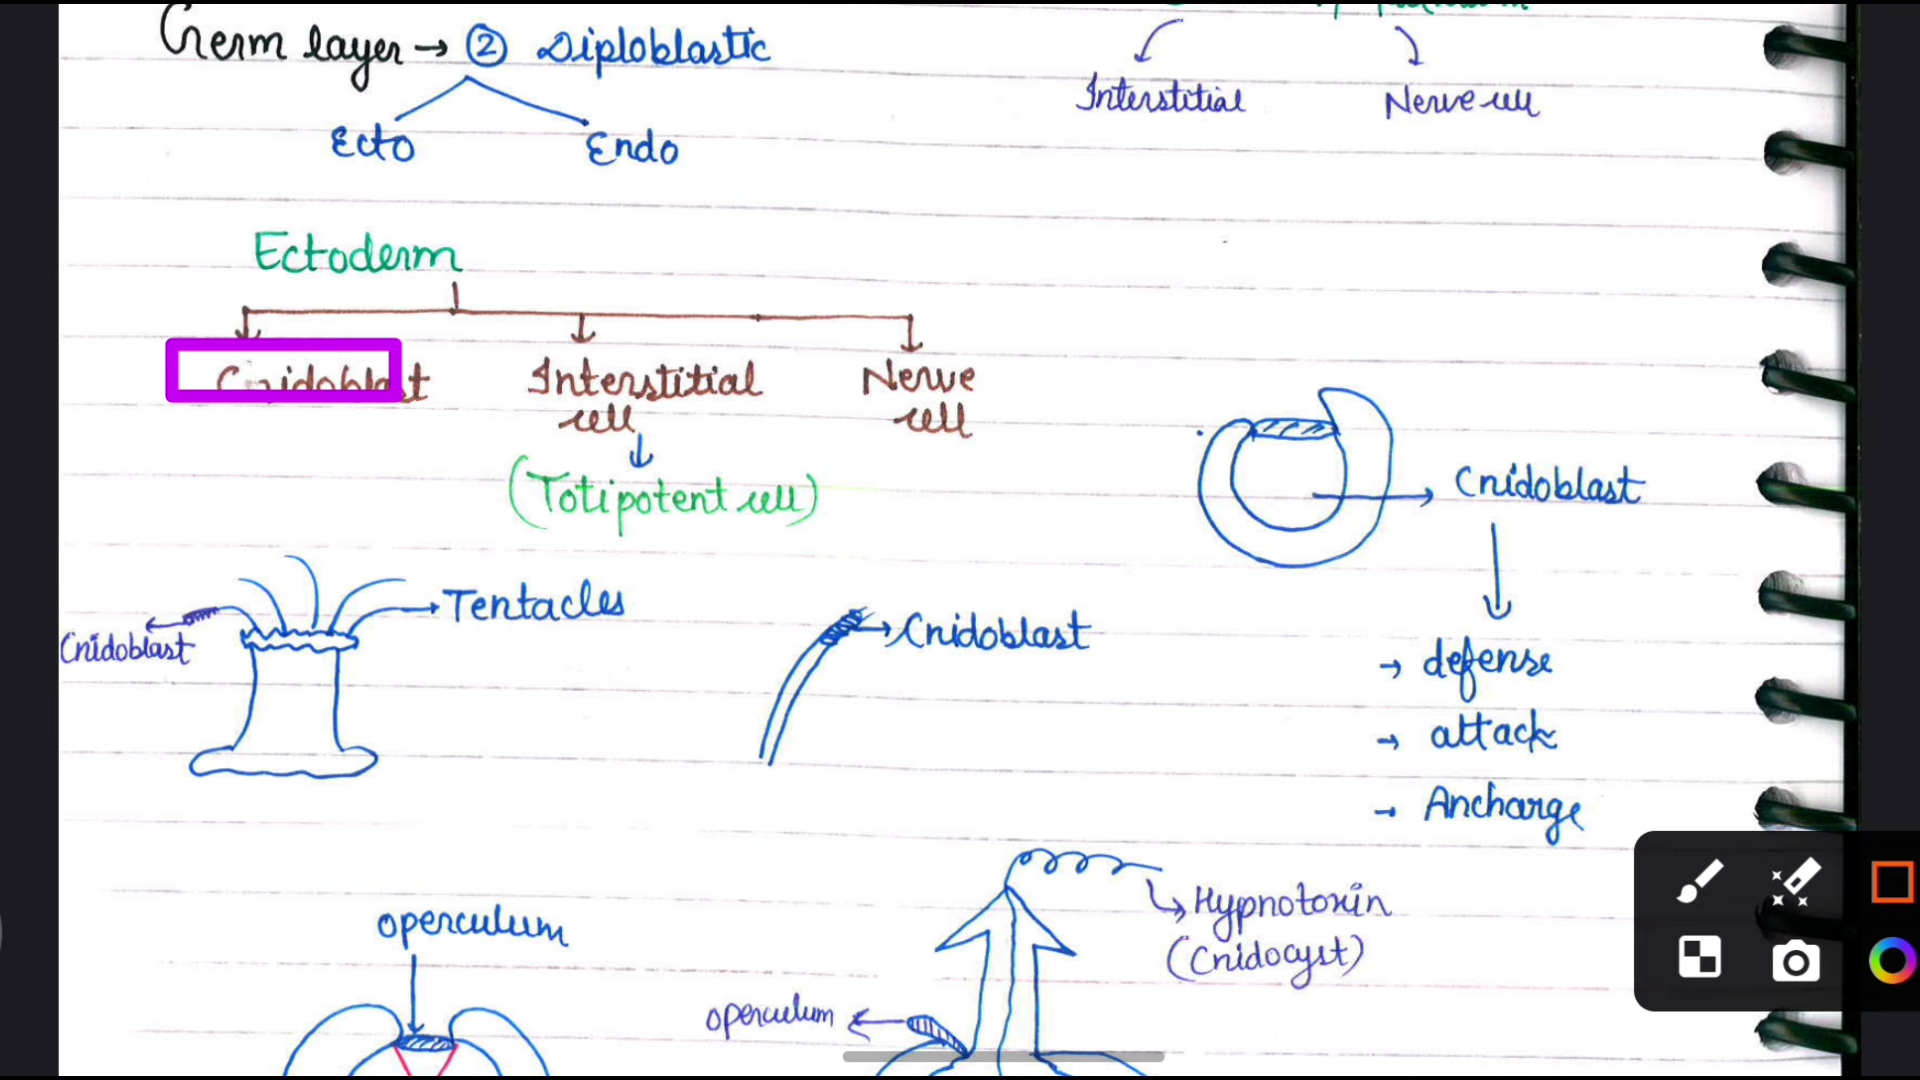 Germ layer → ② Diploblastic
Interstitial Nerve cell
Ecto Endo
Ectoderm
Cnidoblast Interstitial cell Nerve cell
(Totipotent cell)
Cnidoblast
Tentacles
Cnidoblast
Cnidoblast
→ defense
→ attack
→ Ancharge
operculum
Hypnotoxin
(Cnidocyst)
operculum